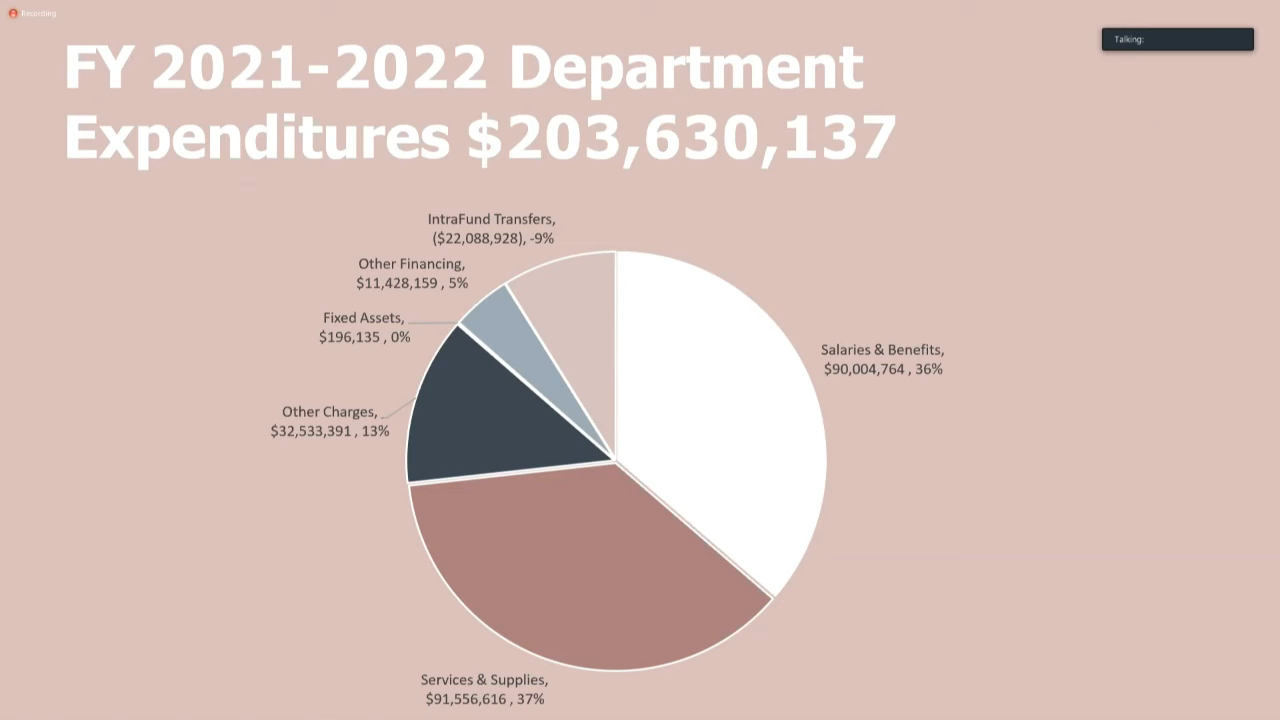 Recording
Talking:
FY 2021-2022 Department
Expenditures $203,630,137
IntraFund Transfers,
($22,088,928), -9%
Other Financing,
$11,428,159 , 5%
Fixed Assets,
$196,135 , 0%
Salaries & Benefits,
$90,004,764 , 36%
Other Charges,
$32,533,391 , 13%
Services & Supplies,
$91,556,616 , 37%